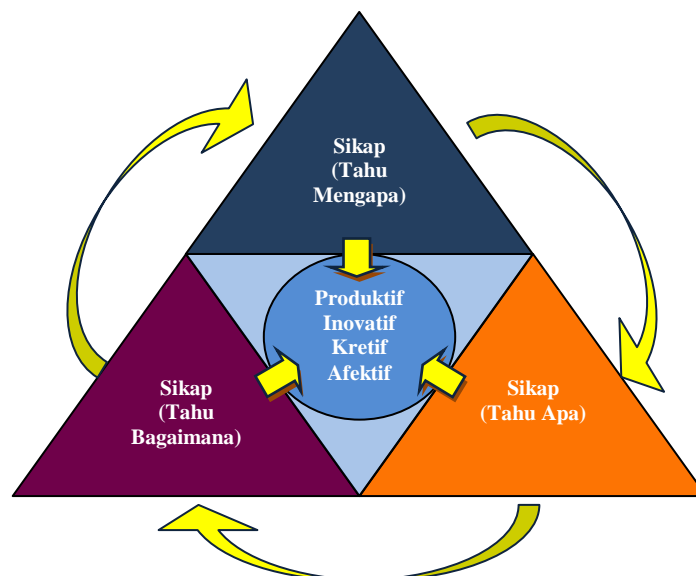 Sikap
(Tahu
Mengapa)
Produktif
Inovatif
Kretif
Afektif
Sikap
(Tahu
Bagaimana)
Sikap
(Tahu Apa)